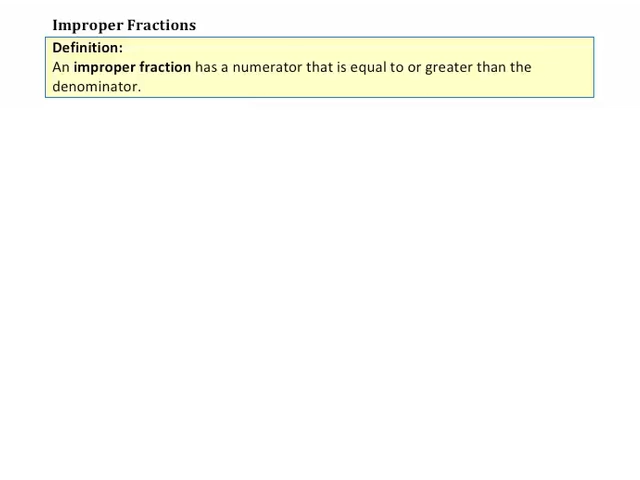 Improper Fractions
Definition:
An improper fraction has a numerator that is equal to or greater than the
denominator.